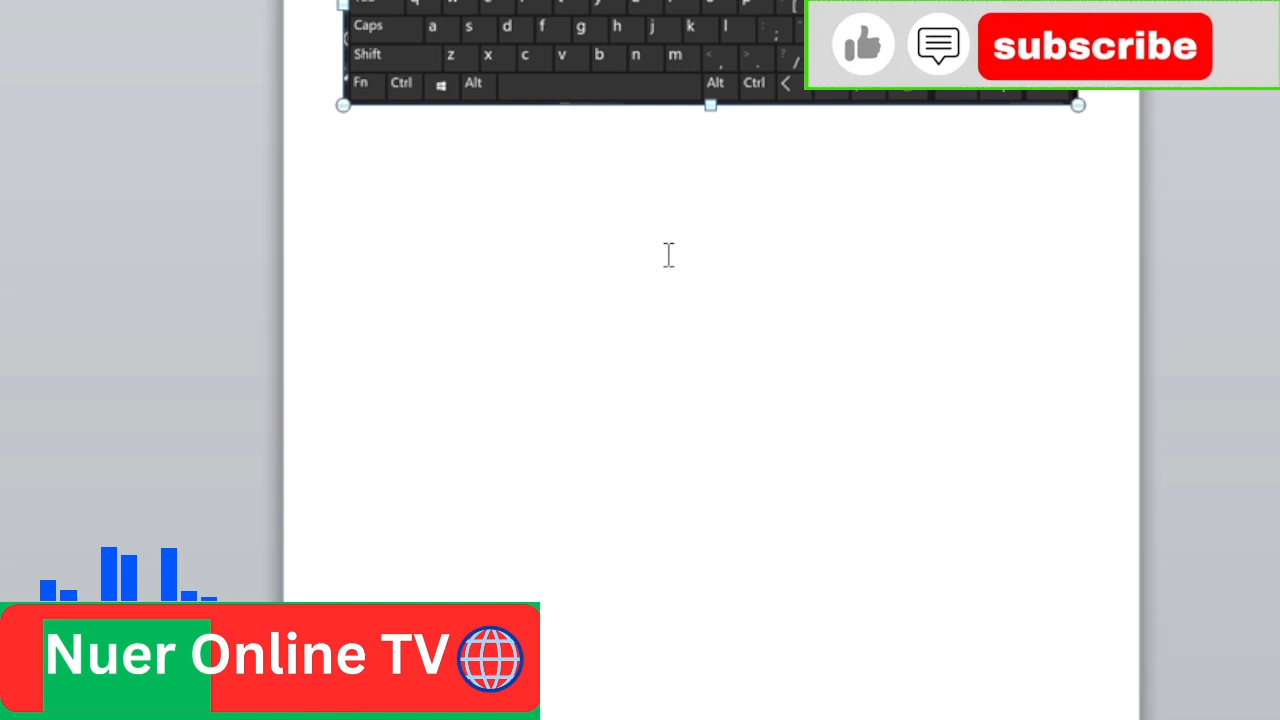 subscribe
Caps a s d f g h j k l ; 
Shift z x c v b n m < , > . ? /
Fn Ctrl Alt Alt Ctrl <
Nuer Online TV